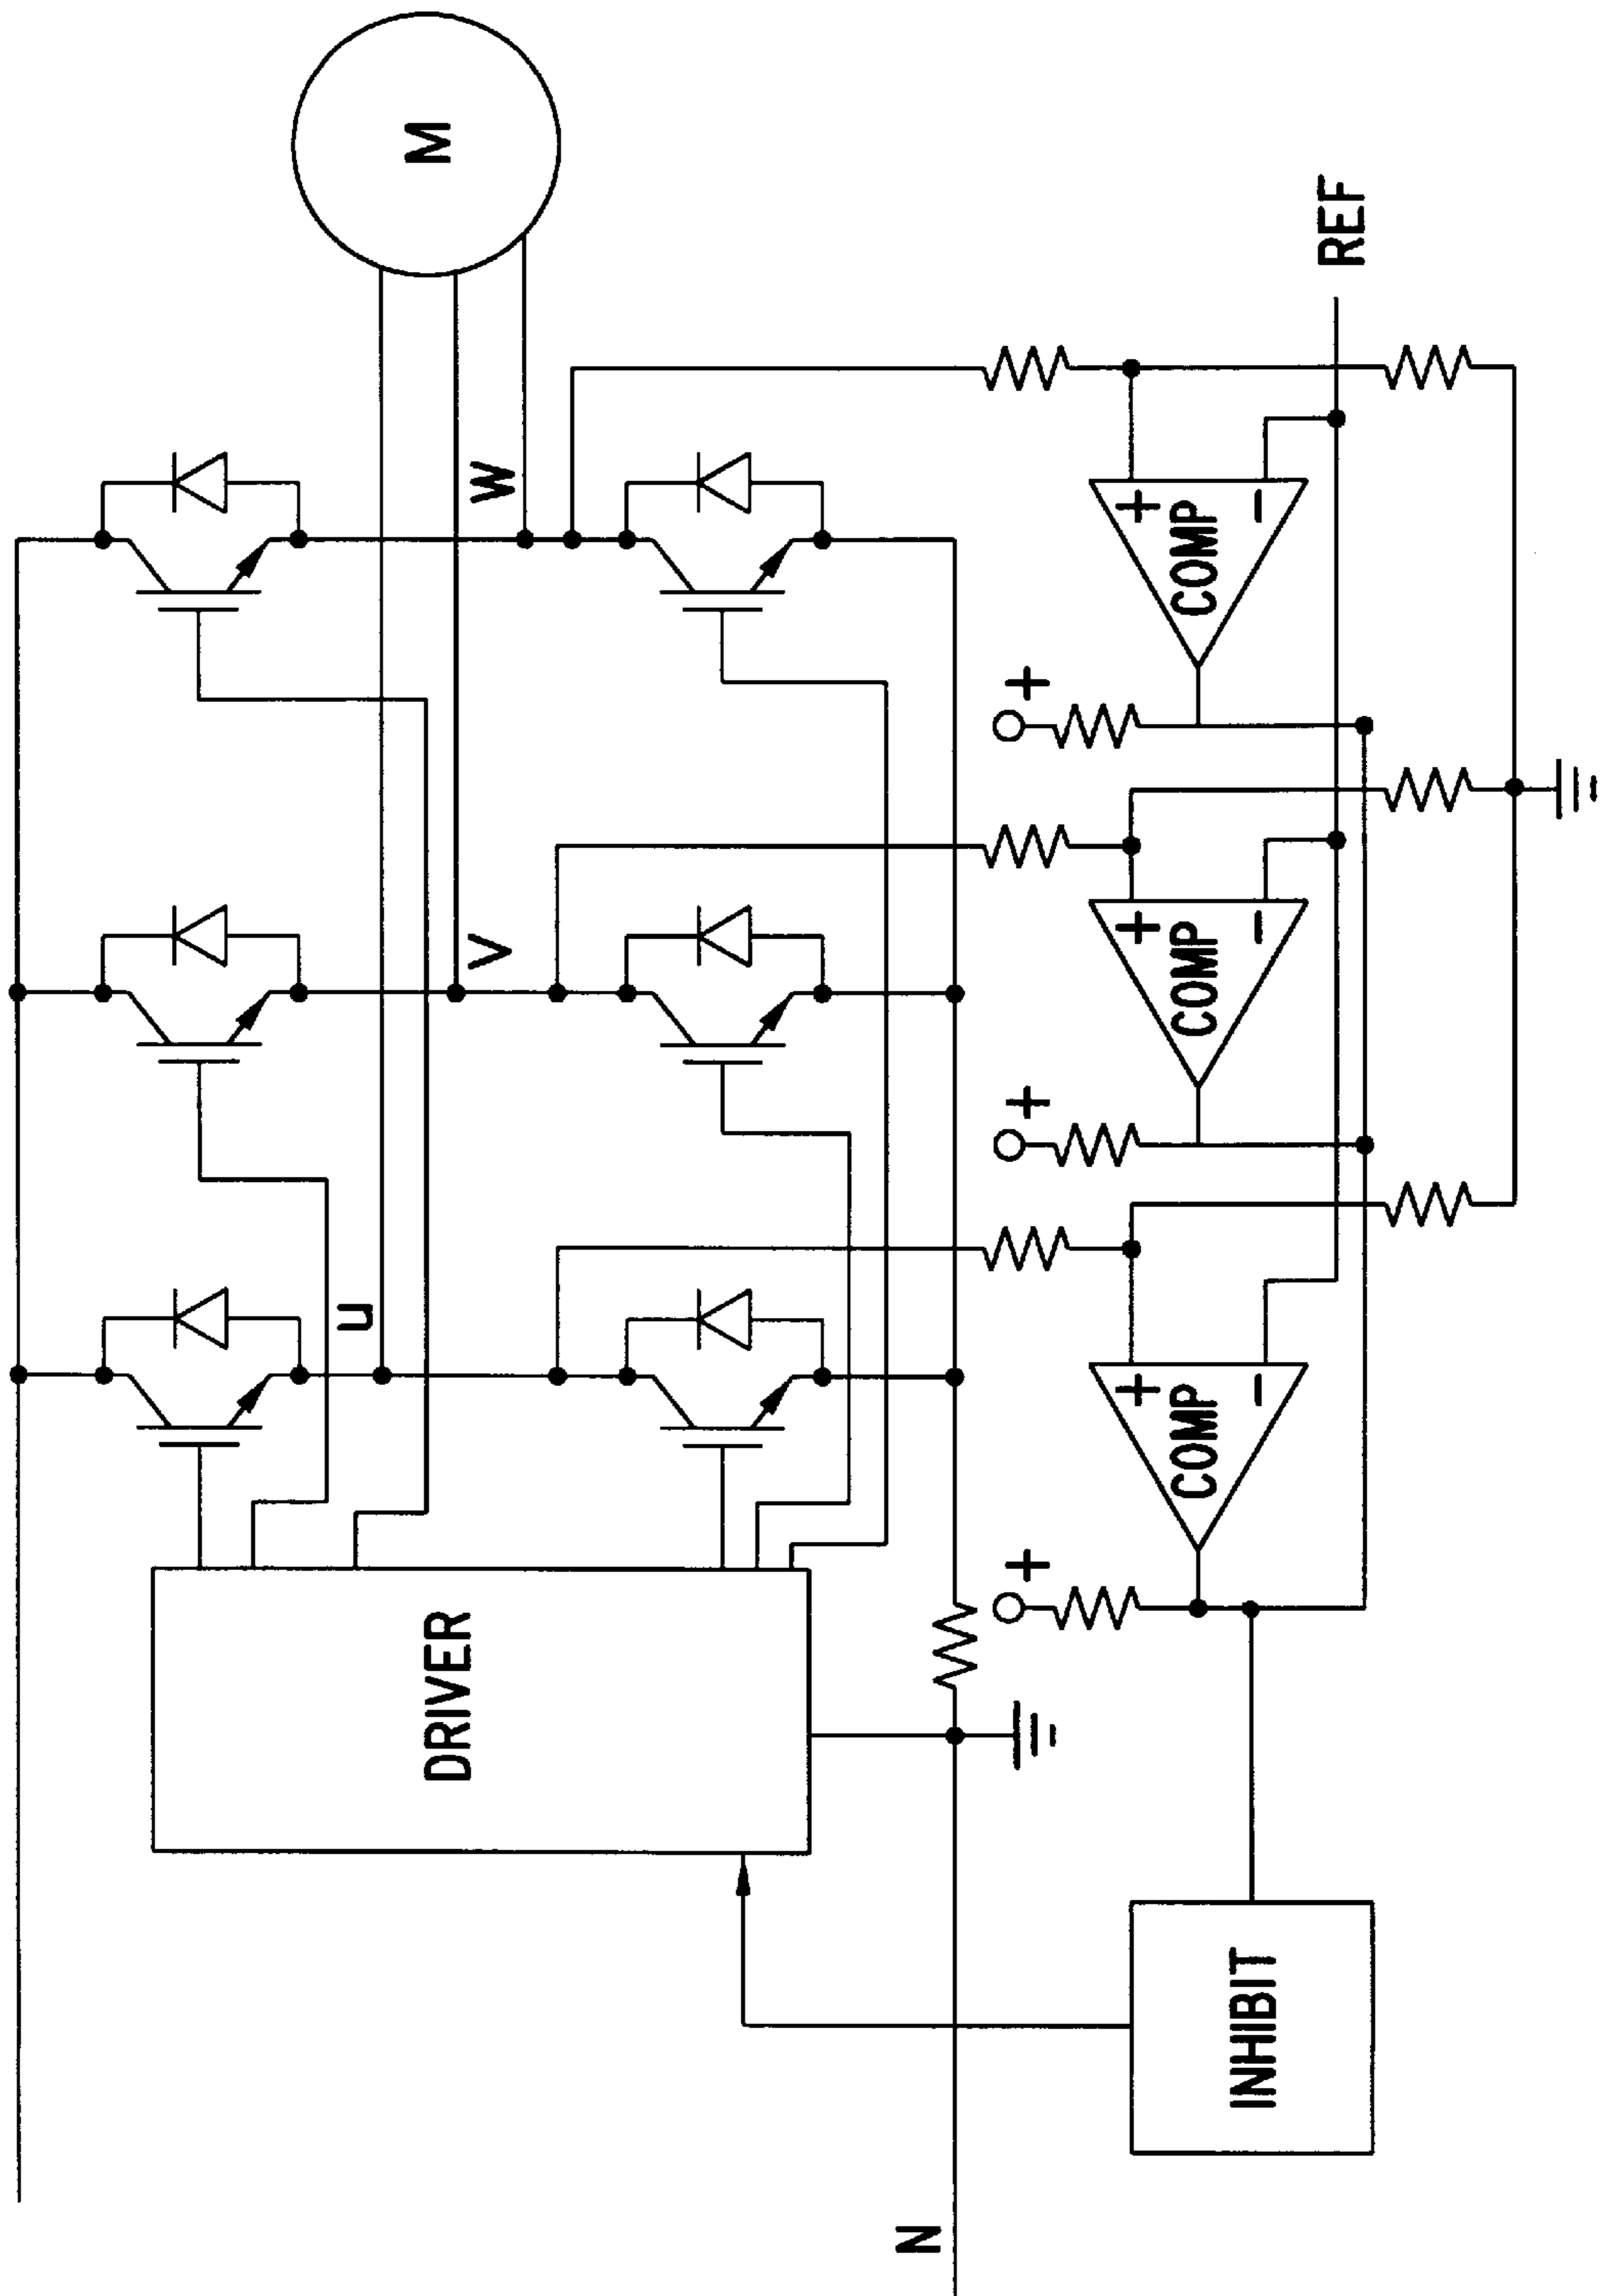 M
U
V
W
DRIVER
N
REF
+
+
+
+
COMP
-
+
COMP
-
+
COMP
-
INHIBIT